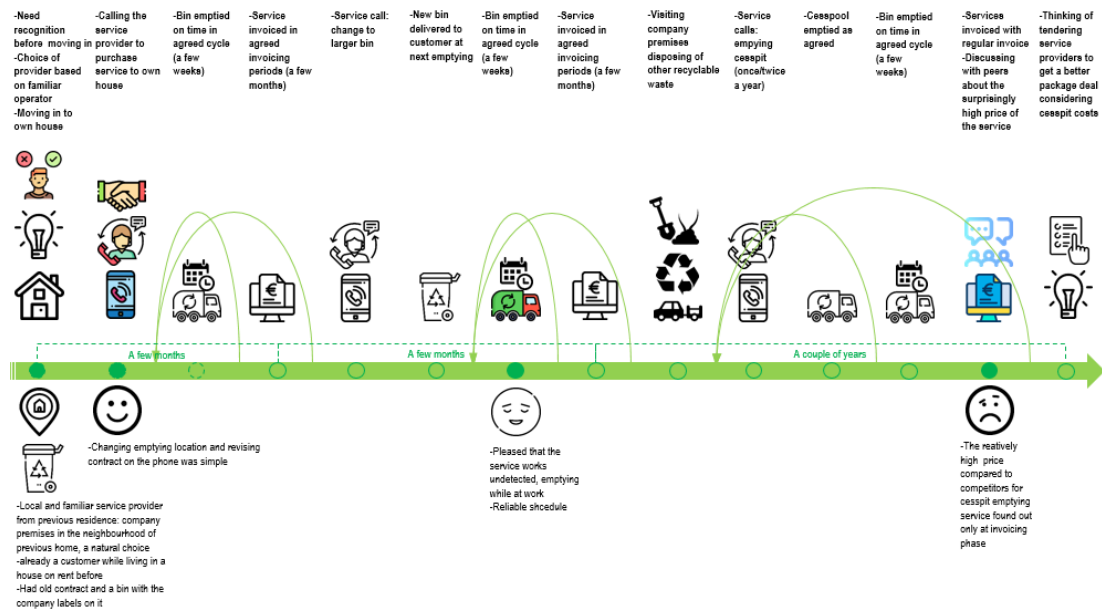 -Need
recognition
before moving in
-Choice of
provider based
on familiar
operator
-Moving in to
own house
-Calling the
service
provider to
purchase
service to own
house
-Bin emptied
on time in
agreed cycle
(a few
weeks)
-Service
invoiced in
agreed
invoicing
periods (a few
months)
-Service call:
change to
larger bin
-New bin
delivered to
customer at
next emptying
-Bin emptied
on time in
agreed cycle (a
few weeks)
-Service
invoiced in
agreed
invoicing
periods (a few
months)
-Visiting
company
premises
disposing of
other recyclable
waste
-Service
calls:
empying
cesspit
(once/twice
a year)
-Cesspool
emptied as
agreed
-Bin emptied
on time in
agreed cycle
(a few
weeks)
-Services
invoiced with
regular invoice
-Discussing
with peers
about the
surprisingly
high price of
the service
-Thinking of
tendering
service
providers to
get a better
package deal
considering
cesspit costs
€
€
€
A few months
A few months
A couple of years
-Local and familiar service provider
from previous residence: company
premises in the neighbourhood of
previous home, a natural choice
-already a customer while living in a
house on rent before
-Had old contract and a bin with the
company labels on it
-Changing emptying location and revising
contract on the phone was simple
-Pleased that the
service works
undetected, emptying
while at work
-Reliable shcedule
-The reatively
high price
compared to
competitors for
cesspit emptying
service found out
only at invoicing
phase